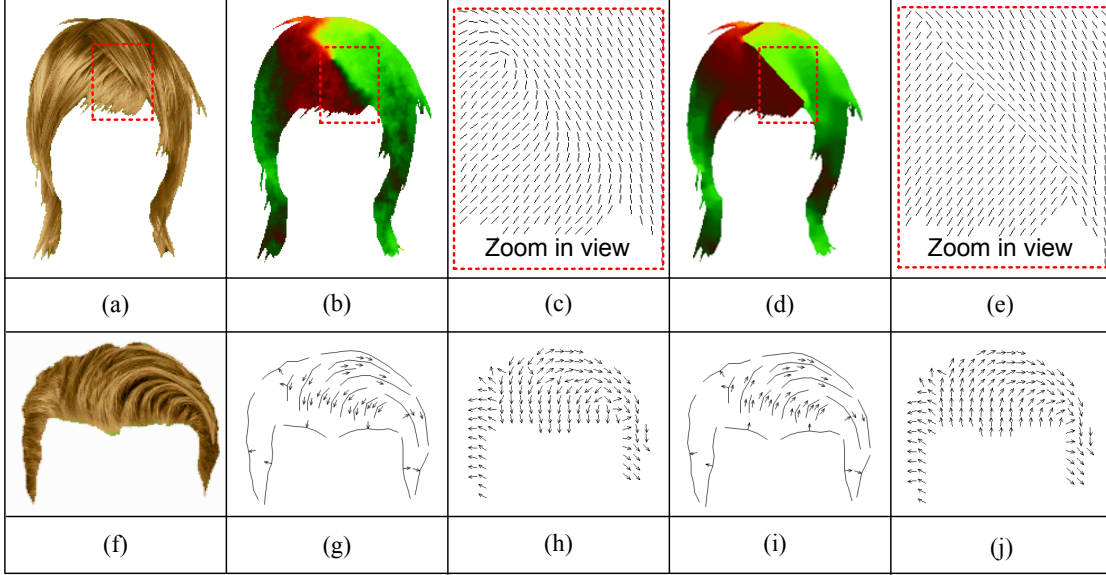 Zoom in view
Zoom in view
(a)
(b)
(c)
(d)
(e)
(f)
(g)
(h)
(i)
(j)